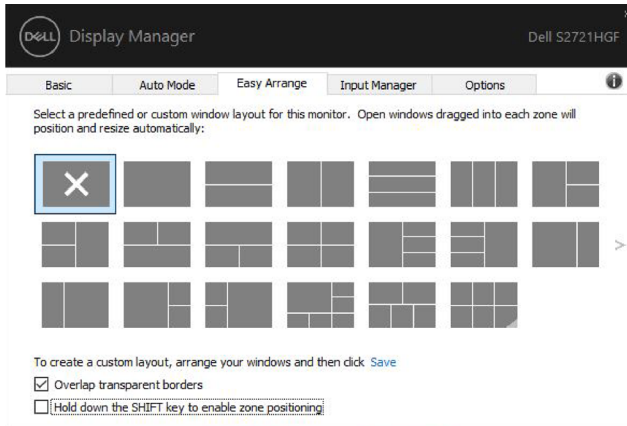 DELL Display Manager Dell S2721HGF
Basic Auto Mode Easy Arrange Input Manager Options
Select a predefined or custom window layout for this monitor. Open windows dragged into each zone will
position and resize automatically:
To create a custom layout, arrange your windows and then click Save
Overlap transparent borders
Hold down the SHIFT key to enable zone positioning